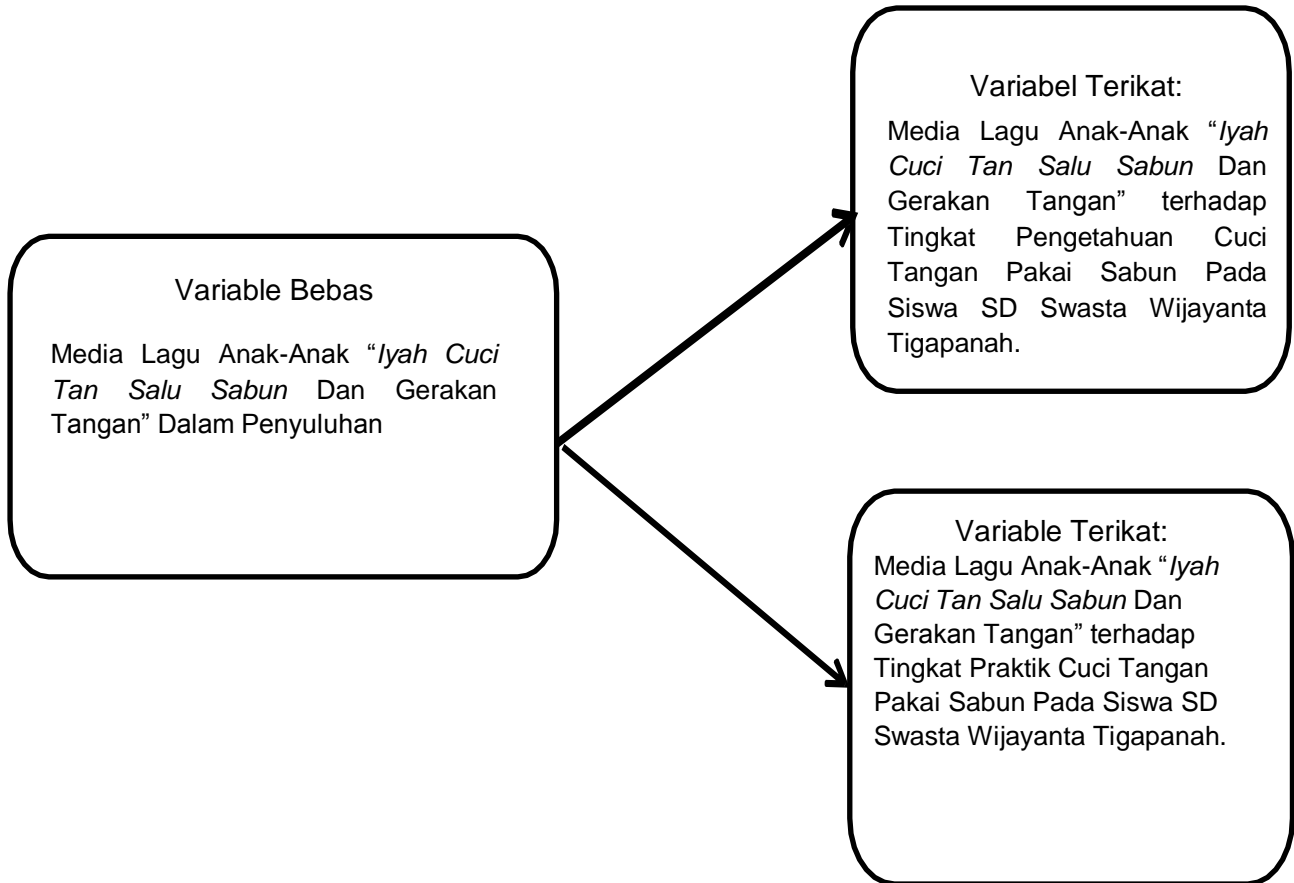 Variable Bebas
Media Lagu Anak-Anak “Iyah Cuci
Tan Salu Sabun Dan Gerakan
Tangan” Dalam Penyuluhan
Variabel Terikat:
Media Lagu Anak-Anak “Iyah
Cuci Tan Salu Sabun Dan
Gerakan Tangan” terhadap
Tingkat Pengetahuan Cuci
Tangan Pakai Sabun Pada
Siswa SD Swasta Wijayanta
Tigapanah.
Variable Terikat:
Media Lagu Anak-Anak “Iyah
Cuci Tan Salu Sabun Dan
Gerakan Tangan” terhadap
Tingkat Praktik Cuci Tangan
Pakai Sabun Pada Siswa SD
Swasta Wijayanta Tigapanah.